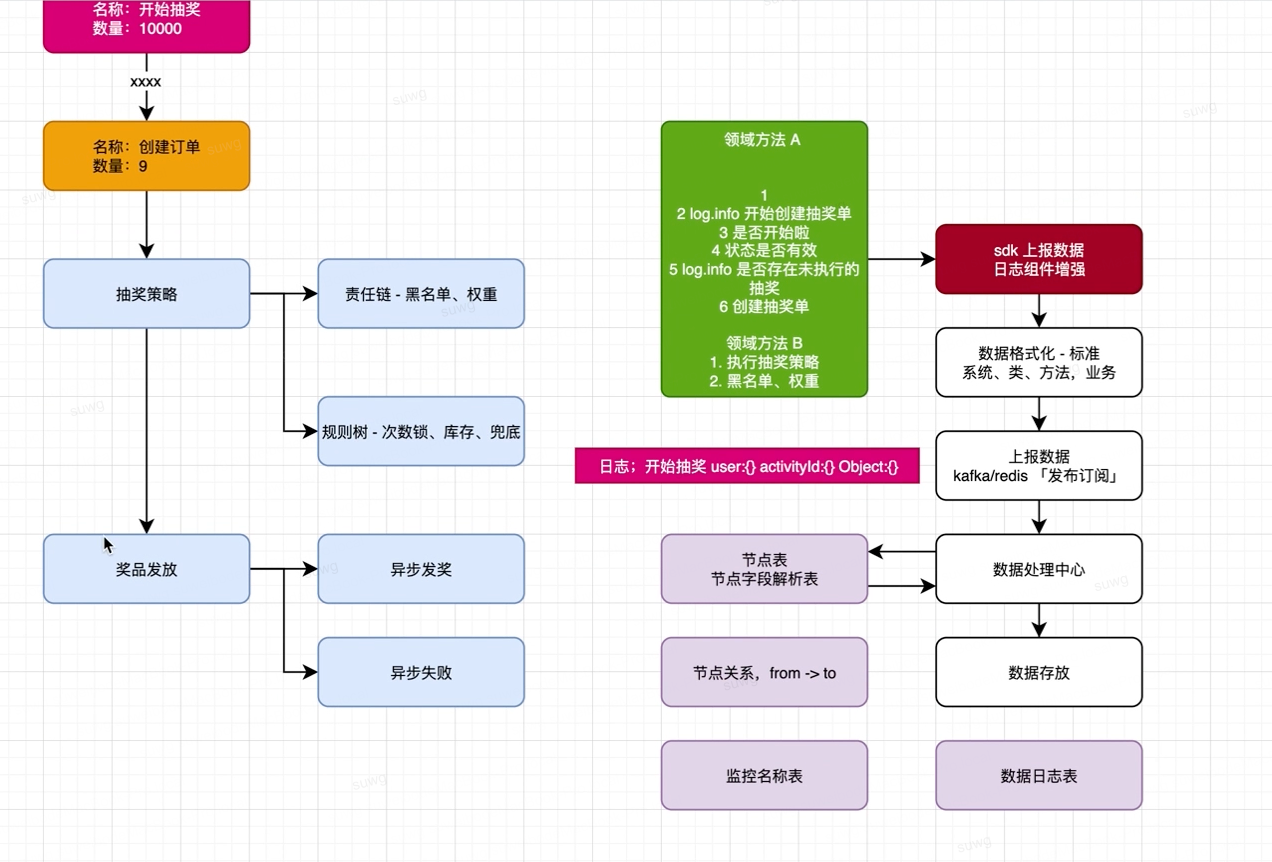 名称：开始抽奖
数量：10000
xxxx
名称：创建订单
数量：9
抽奖策略
责任链 - 黑名单、权重
规则树 - 次数锁、库存、兜底
奖品发放
异步发奖
异步失败
领域方法 A
1
2 log.info 开始创建抽奖单
3 是否开始啦
4 状态是否有效
5 log.info 是否存在未执行的
抽奖
6 创建抽奖单
领域方法 B
1. 执行抽奖策略
2. 黑名单、权重
sdk 上报数据
日志组件增强
数据格式化 - 标准
系统、类、方法，业务
日志；开始抽奖 user:{} activityId:{} Object:{}
上报数据
kafka/redis 「发布订阅」
节点表
节点字段解析表
数据处理中心
节点关系，from -> to
数据存放
监控名称表
数据日志表
suwg
suwg
suwg
suwg
suwg
suwg
suwg
suwg
suwg